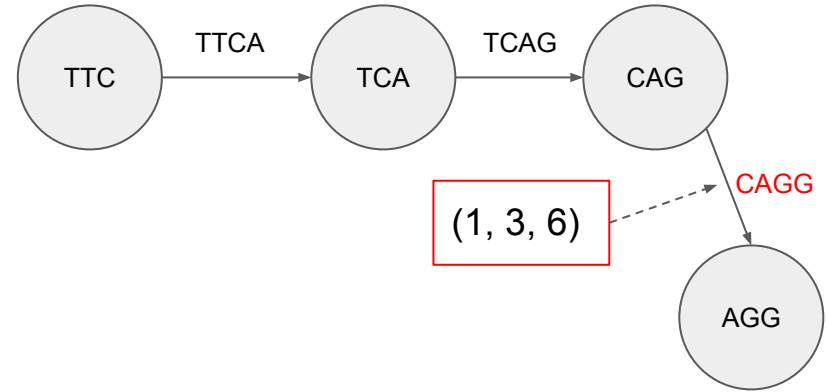 TTCA
TCAG
TTC
TCA
CAG
CAGG
(1, 3, 6)
AGG